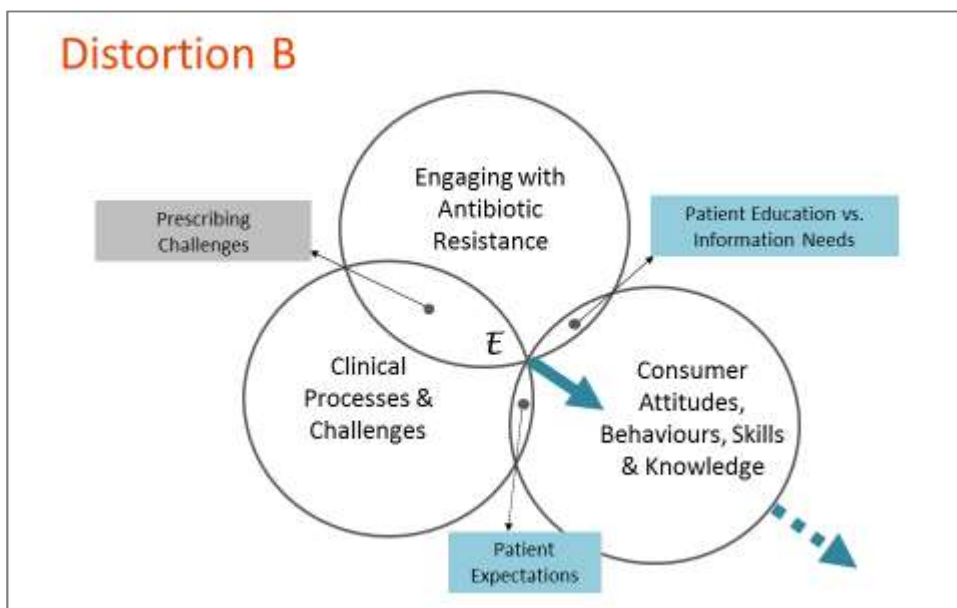 Distortion B
Engaging with
Antibiotic
Resistance
Prescribing
Challenges
Patient Education vs.
Information Needs
E
Clinical
Processes &
Challenges
Consumer
Attitudes,
Behaviours, Skills
& Knowledge
Patient
Expectations